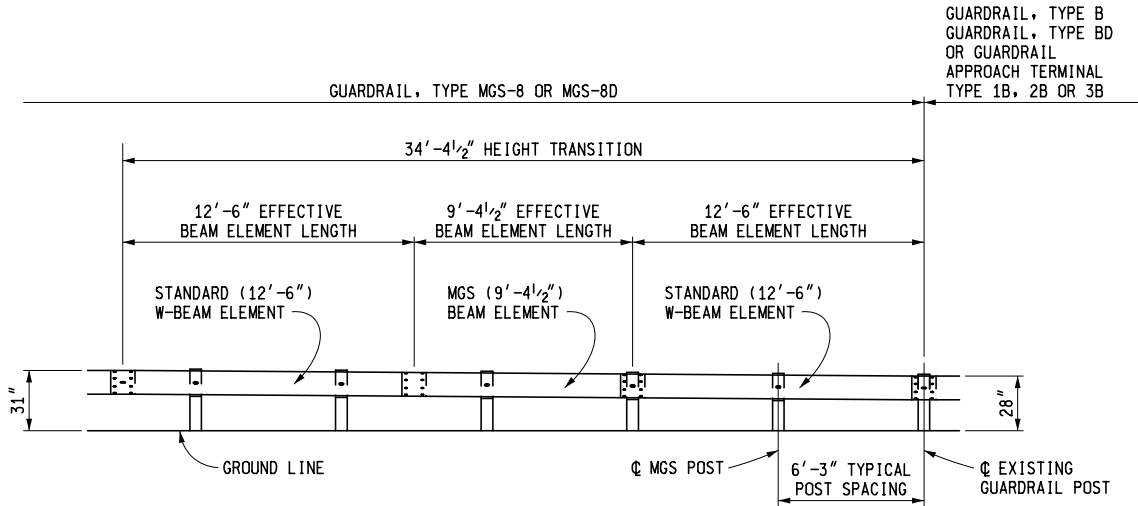 GUARDRAIL, TYPE B
GUARDRAIL, TYPE BD
OR GUARDRAIL
APPROACH TERMINAL
TYPE 1B, 2B OR 3B
GUARDRAIL, TYPE MGS-8 OR MGS-8D
34'-4½" HEIGHT TRANSITION
12'-6" EFFECTIVE
BEAM ELEMENT LENGTH
9'-4½" EFFECTIVE
BEAM ELEMENT LENGTH
12'-6" EFFECTIVE
BEAM ELEMENT LENGTH
STANDARD (12'-6")
W-BEAM ELEMENT
MGS (9'-4½")
BEAM ELEMENT
STANDARD (12'-6")
W-BEAM ELEMENT
31"
28"
GROUND LINE
℄ MGS POST
6'-3" TYPICAL
POST SPACING
℄ EXISTING
GUARDRAIL POST